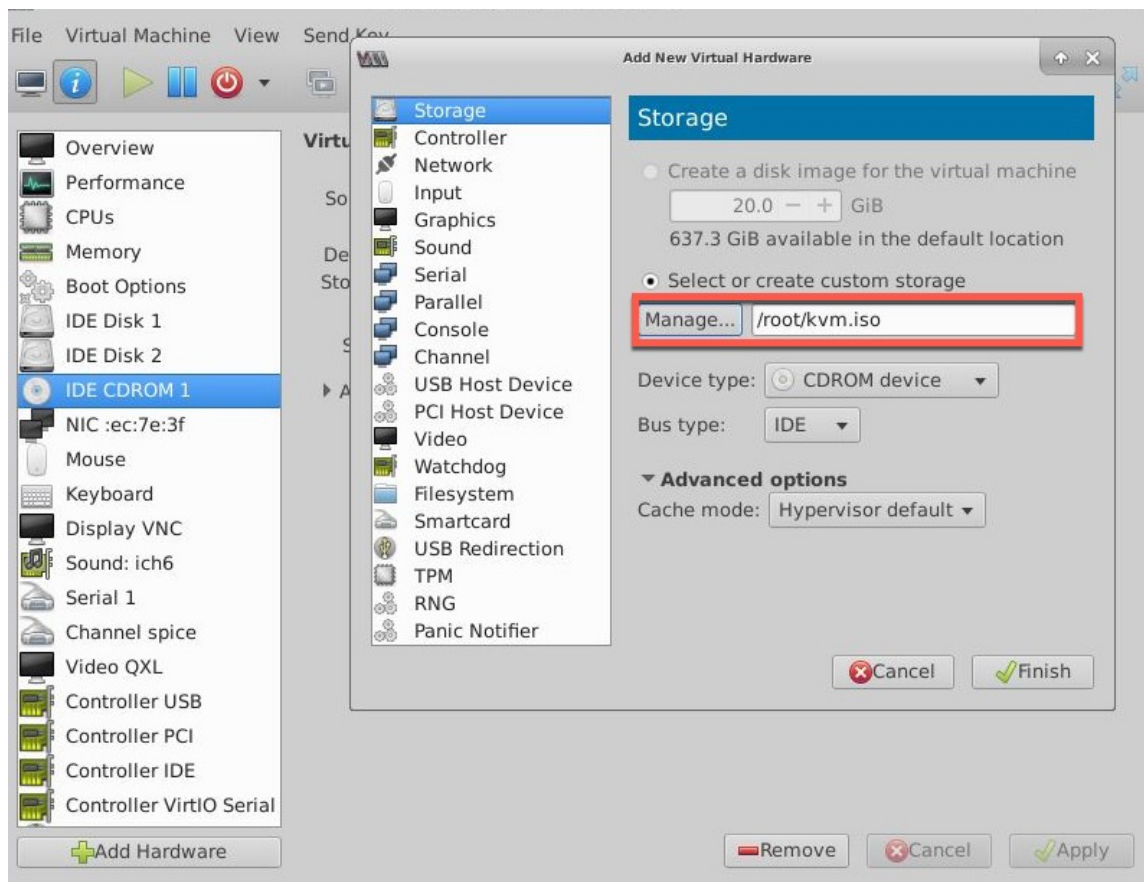 File Virtual Machine View Send Key
Add New Virtual Hardware
Overview
Performance
CPUs
Memory
Boot Options
IDE Disk 1
IDE Disk 2
IDE CDROM 1
NIC :ec:7e:3f
Mouse
Keyboard
Display VNC
Sound: ich6
Serial 1
Channel spice
Video QXL
Controller USB
Controller PCI
Controller IDE
Controller VirtIO Serial
Add Hardware
Virtu
So
De
Sto
S
A
Storage
Controller
Network
Input
Graphics
Sound
Serial
Parallel
Console
Channel
USB Host Device
PCI Host Device
Video
Watchdog
Filesystem
Smartcard
USB Redirection
TPM
RNG
Panic Notifier
Storage
Create a disk image for the virtual machine
20.0 − + GiB
637.3 GiB available in the default location
Select or create custom storage
Manage... /root/kvm.iso
Device type: CDROM device
Bus type: IDE
Advanced options
Cache mode: Hypervisor default
Cancel Finish
Remove Cancel Apply